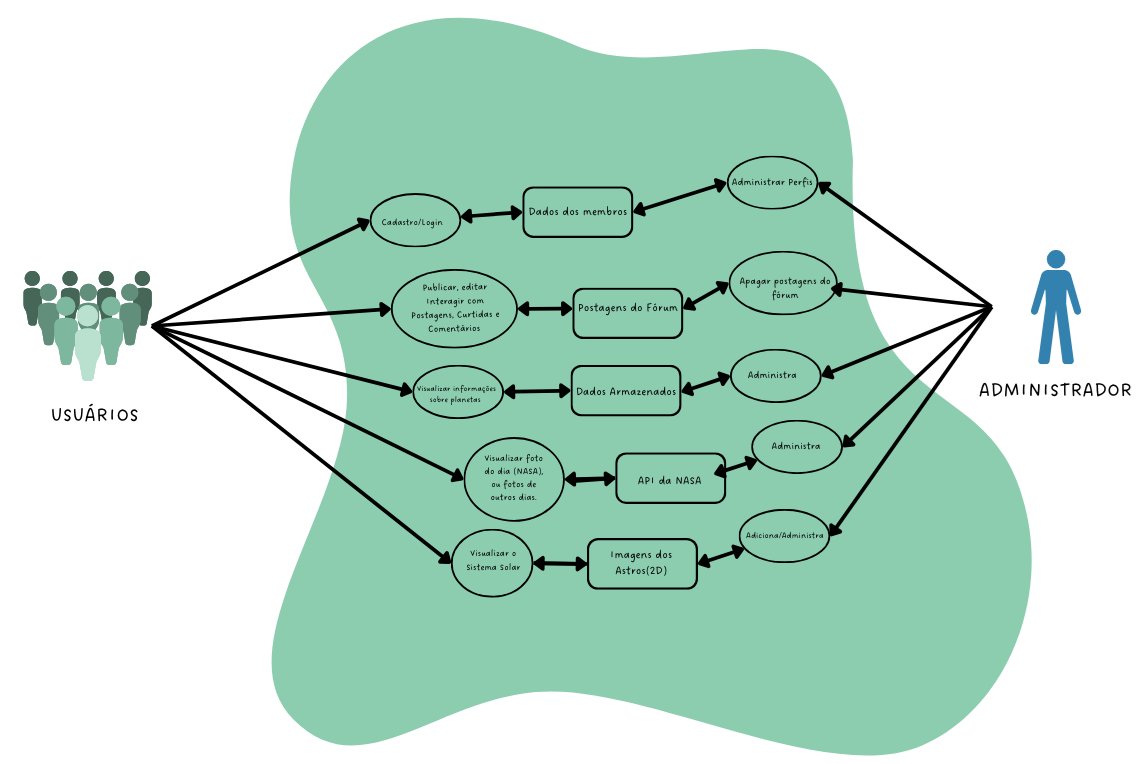 Administrar Perfis
Dados dos membros
Cadastro/Login
Publicar, editar
Interagir com
Postagens, Curtidas e
Comentários
Postagens do Fórum
Apagar postagens do
fórum
USUÁRIOS
ADMINISTRADOR
Visualizar informações
sobre planetas
Dados Armazenados
Administra
Visualizar foto
do dia (NASA),
ou fotos de
outros dias.
API da NASA
Administra
Visualizar o
Sistema Solar
Imagens dos
Astros(2D)
Adiciona/Administra